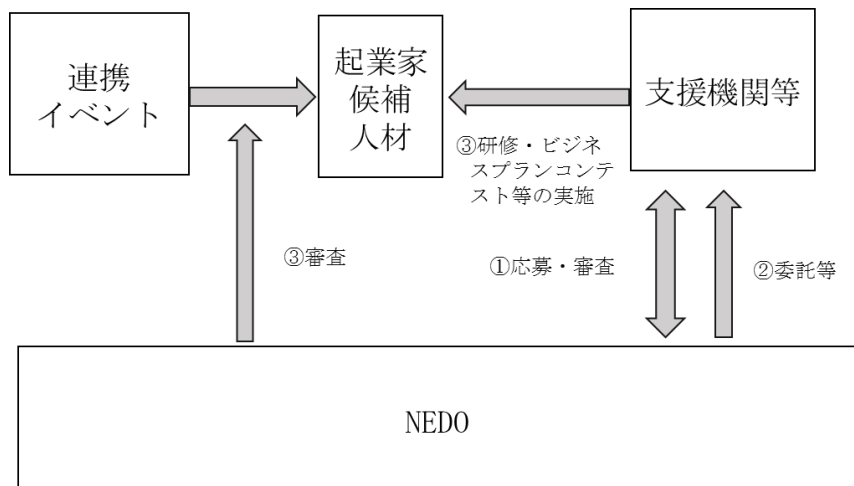 連携
イベント
起業家
候補
人材
支援機関等
③研修・ビジネ
スプランコンテ
スト等の実施
③審査
①応募・審査
②委託等
NEDO